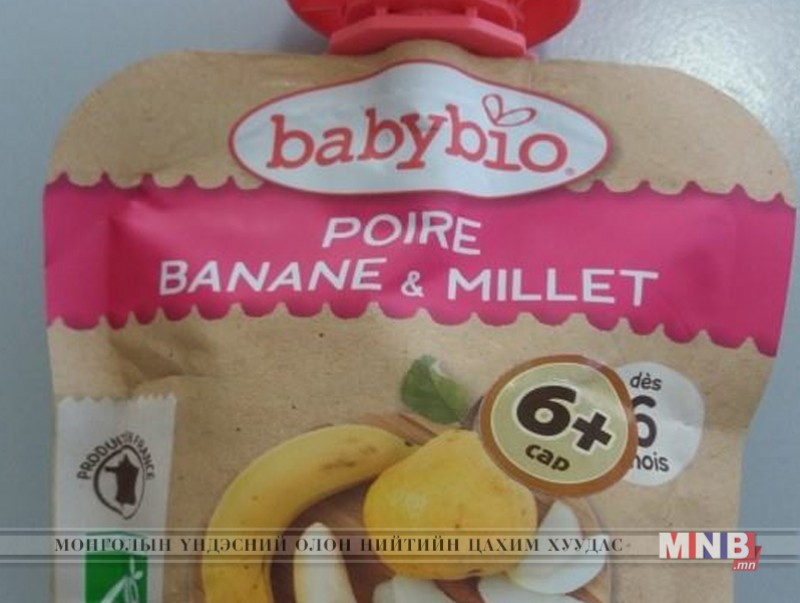 babybio
POIRE
BANANE & MILLET
dès
6
mois
6+
сар
PRODUIT EN FRANCE
МОНГОЛЫН ҮНДЭСНИЙ ОЛОН НИЙТИЙН ЦАХИМ ХУУДАС
MNB
.mn